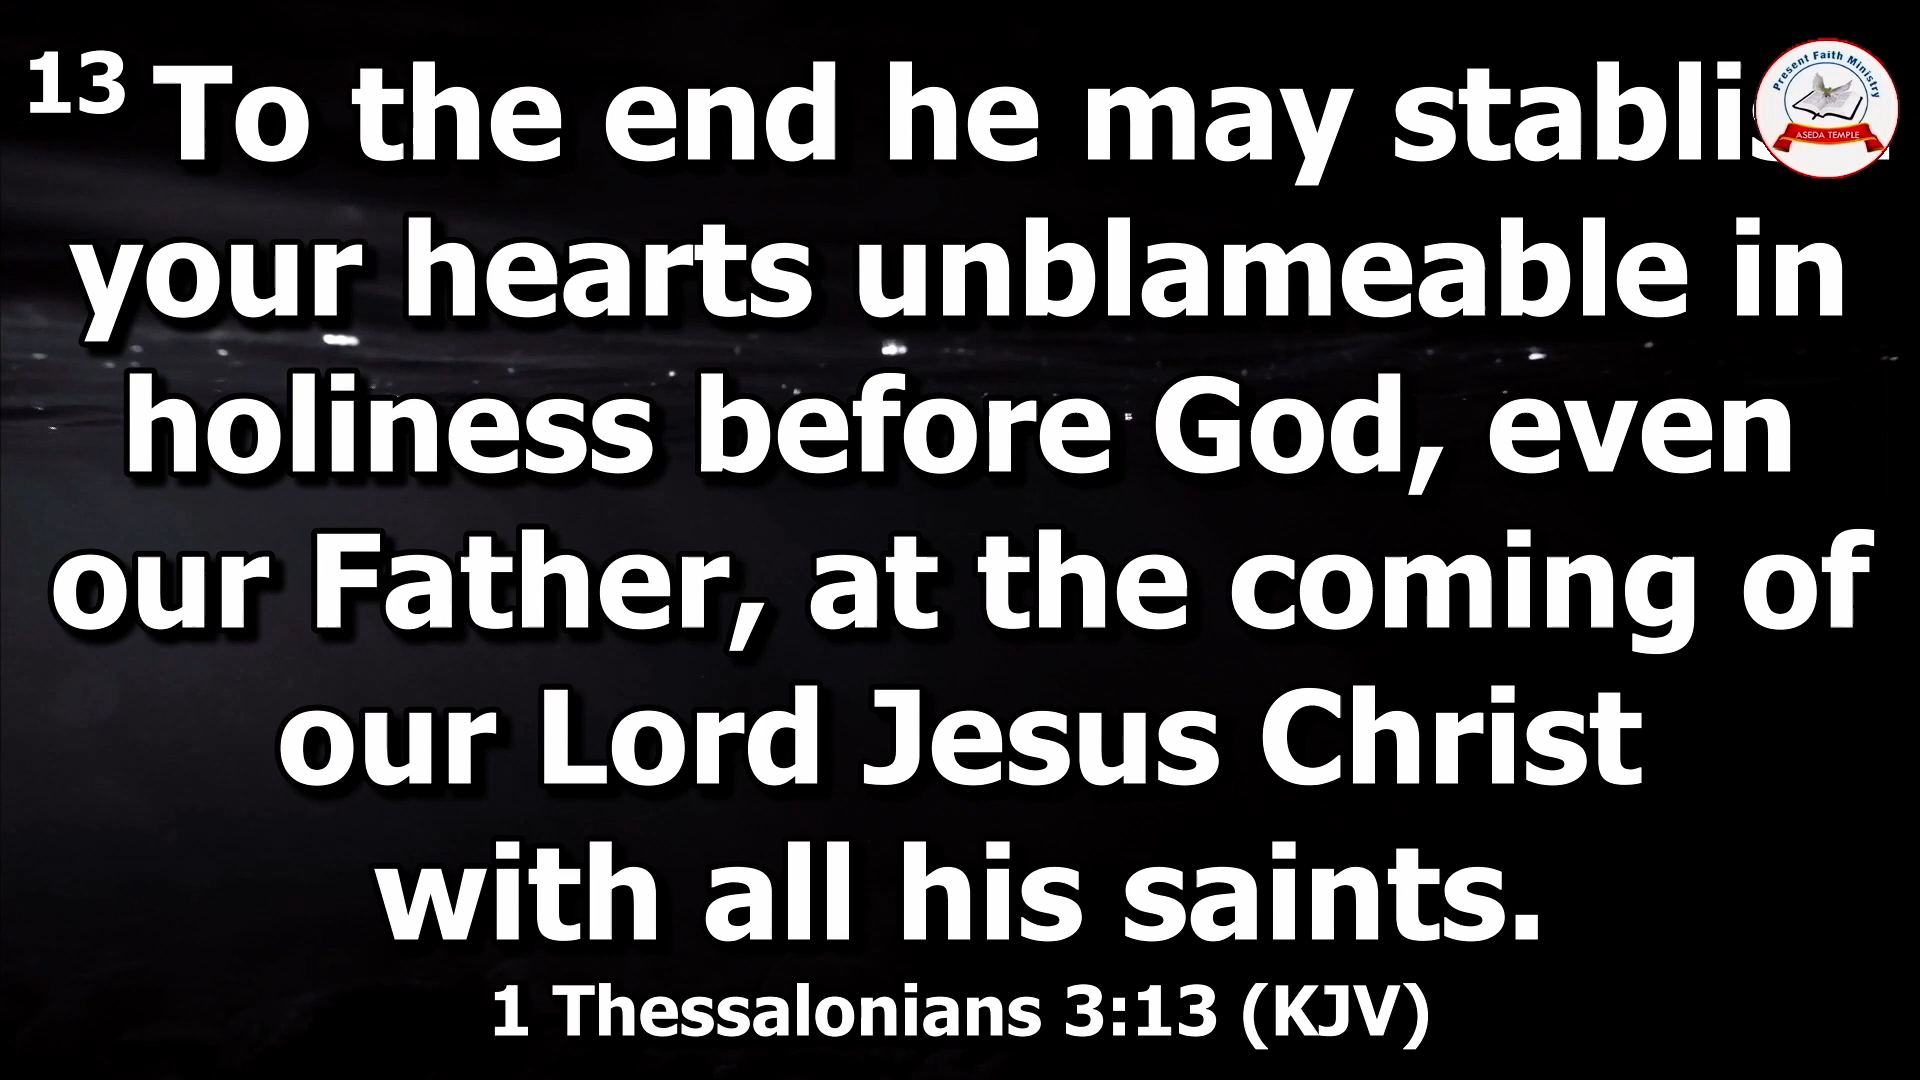 13 To the end he may stablis
your hearts unblameable in
holiness before God, even
our Father, at the coming of
our Lord Jesus Christ
with all his saints.
1 Thessalonians 3:13 (KJV)
Present Faith Ministry
ASEDA TEMPLE